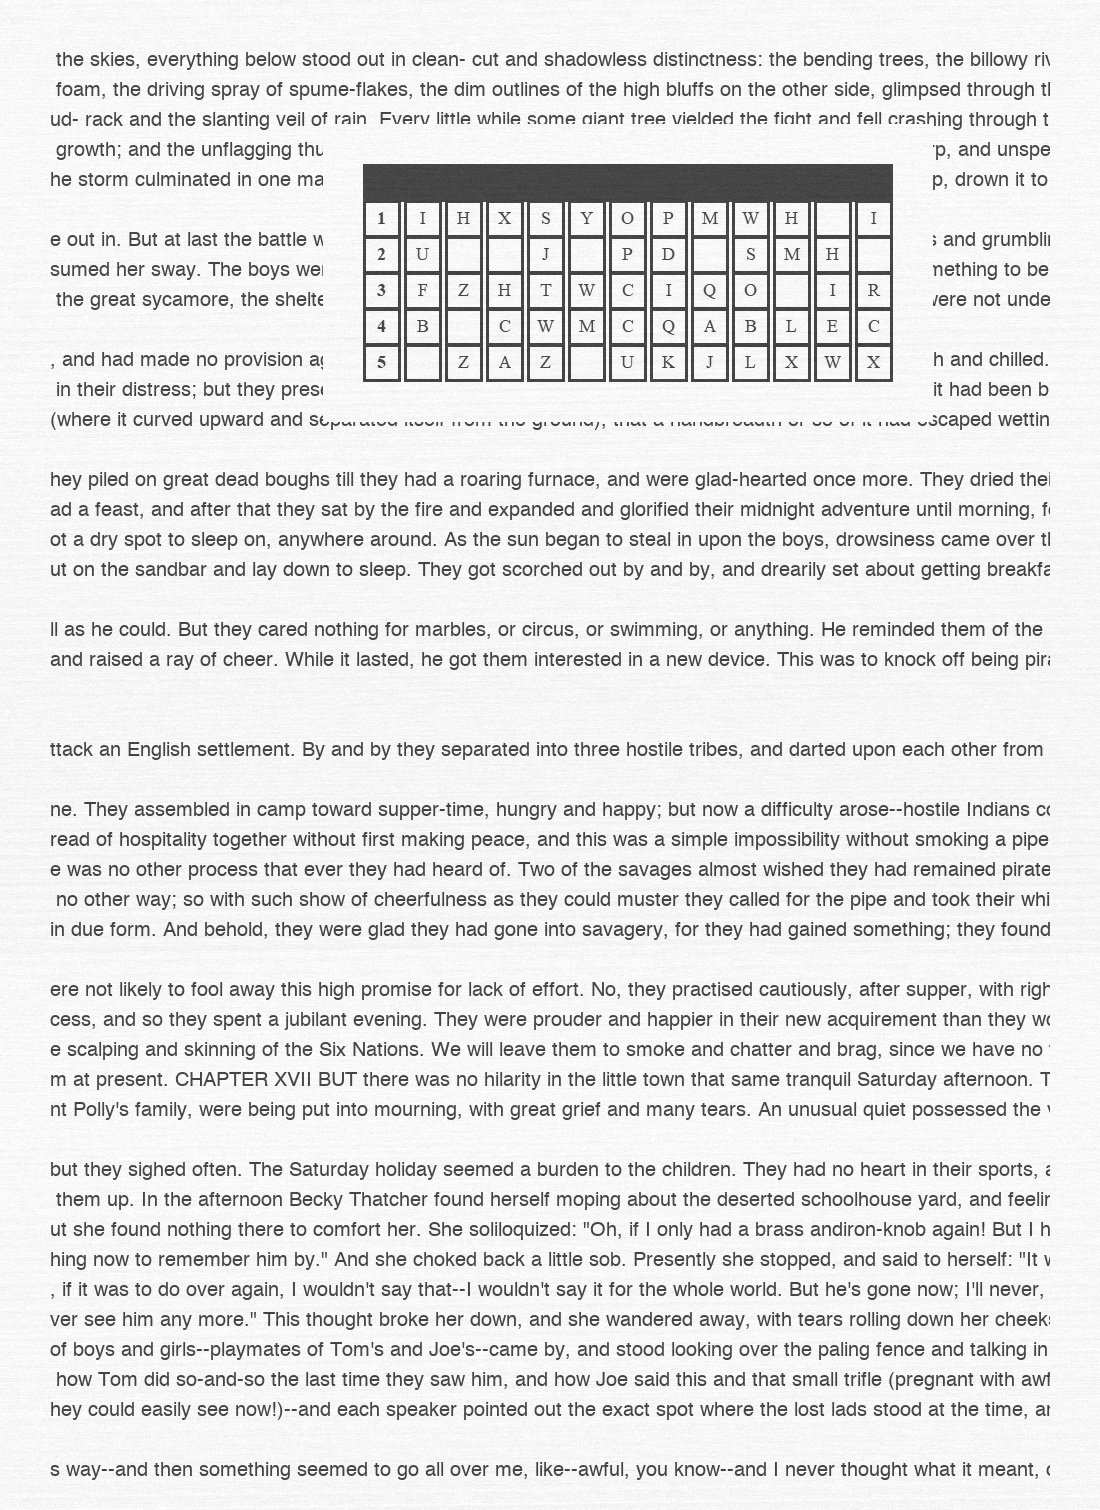 the skies, everything below stood out in clean- cut and shadowless distinctness: the bending trees, the billowy
foam, the driving spray of spume-flakes, the dim outlines of the high bluffs on the other side, glimpsed through
ud- rack and the slanting veil of rain. Every little while some giant tree yielded the fight and fell crashing through t
growth; and the unflagging thu rp, and unspe
he storm culminated in one ma p, drown it to
1 I H X S Y O P M W H I
e out in. But at last the battle w s and grumblin
2 U J P D S M H
sumed her sway. The boys wer mething to be
3 F Z H T W C I Q O I R
the great sycamore, the shelte were not unde
4 B C W M C Q A B L E C
, and had made no provision ag h and chilled.
5 Z A Z U K J L X W X
in their distress; but they prese it had been b
(where it curved upward and separated itself from the ground), that a handbreadth or so of it had escaped wettin
hey piled on great dead boughs till they had a roaring furnace, and were glad-hearted once more. They dried thei
ad a feast, and after that they sat by the fire and expanded and glorified their midnight adventure until morning,
ot a dry spot to sleep on, anywhere around. As the sun began to steal in upon the boys, drowsiness came over
ut on the sandbar and lay down to sleep. They got scorched out by and by, and drearily set about getting breakfa
ll as he could. But they cared nothing for marbles, or circus, or swimming, or anything. He reminded them of the
and raised a ray of cheer. While it lasted, he got them interested in a new device. This was to knock off being pira
ttack an English settlement. By and by they separated into three hostile tribes, and darted upon each other from
ne. They assembled in camp toward supper-time, hungry and happy; but now a difficulty arose--hostile Indians co
read of hospitality together without first making peace, and this was a simple impossibility without smoking a pipe
e was no other process that ever they had heard of. Two of the savages almost wished they had remained pirate
no other way; so with such show of cheerfulness as they could muster they called for the pipe and took their whi
in due form. And behold, they were glad they had gone into savagery, for they had gained something; they found
ere not likely to fool away this high promise for lack of effort. No, they practised cautiously, after supper, with righ
cess, and so they spent a jubilant evening. They were prouder and happier in their new acquirement than they wo
e scalping and skinning of the Six Nations. We will leave them to smoke and chatter and brag, since we have no
m at present. CHAPTER XVII BUT there was no hilarity in the little town that same tranquil Saturday afternoon. T
nt Polly's family, were being put into mourning, with great grief and many tears. An unusual quiet possessed the
but they sighed often. The Saturday holiday seemed a burden to the children. They had no heart in their sports, a
them up. In the afternoon Becky Thatcher found herself moping about the deserted schoolhouse yard, and feelin
ut she found nothing there to comfort her. She soliloquized: "Oh, if I only had a brass andiron-knob again! But I h
hing now to remember him by." And she choked back a little sob. Presently she stopped, and said to herself: "It w
, if it was to do over again, I wouldn't say that--I wouldn't say it for the whole world. But he's gone now; I'll never,
ver see him any more." This thought broke her down, and she wandered away, with tears rolling down her cheeks
of boys and girls--playmates of Tom's and Joe's--came by, and stood looking over the paling fence and talking in
how Tom did so-and-so the last time they saw him, and how Joe said this and that small trifle (pregnant with awf
hey could easily see now!)--and each speaker pointed out the exact spot where the lost lads stood at the time, an
s way--and then something seemed to go all over me, like--awful, you know--and I never thought what it meant,